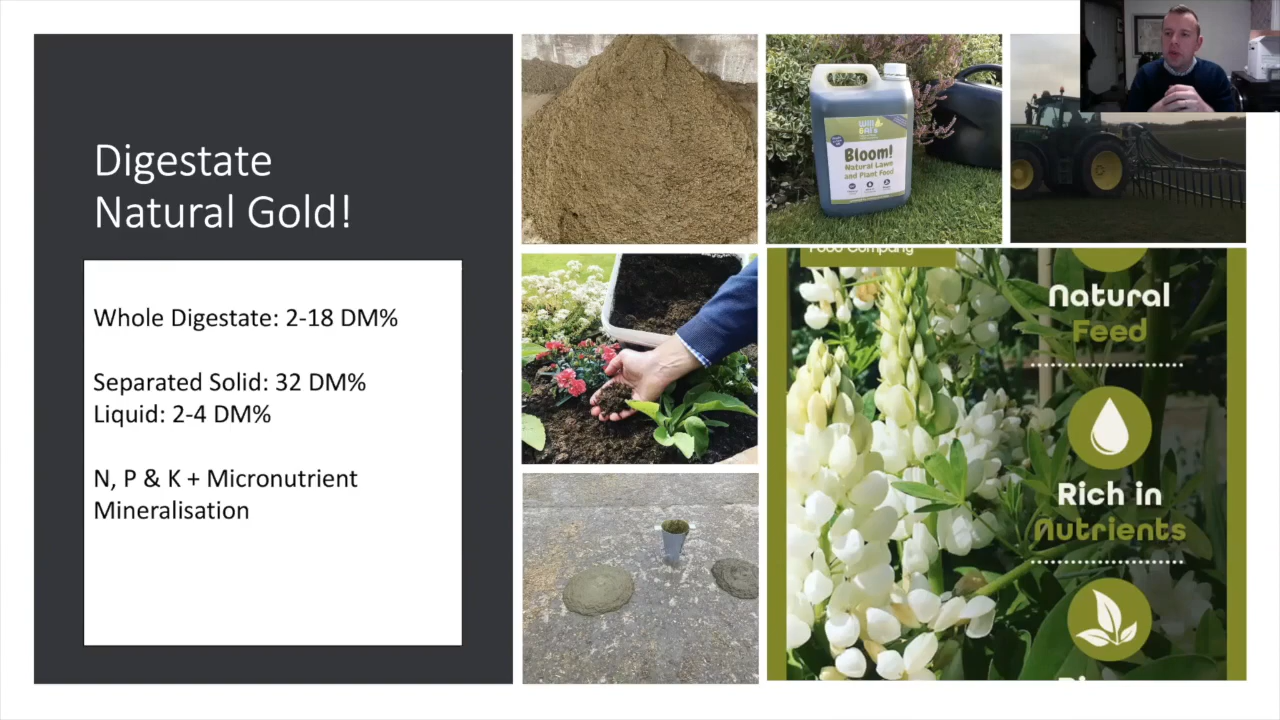 Digestate
Natural Gold!
Whole Digestate: 2-18 DM%
Separated Solid: 32 DM%
Liquid: 2-4 DM%
N, P & K + Micronutrient
Mineralisation
Bloom!
Natural Lawn
and Plant Food
Food Company
Natural
Feed
Rich in
Nutrients